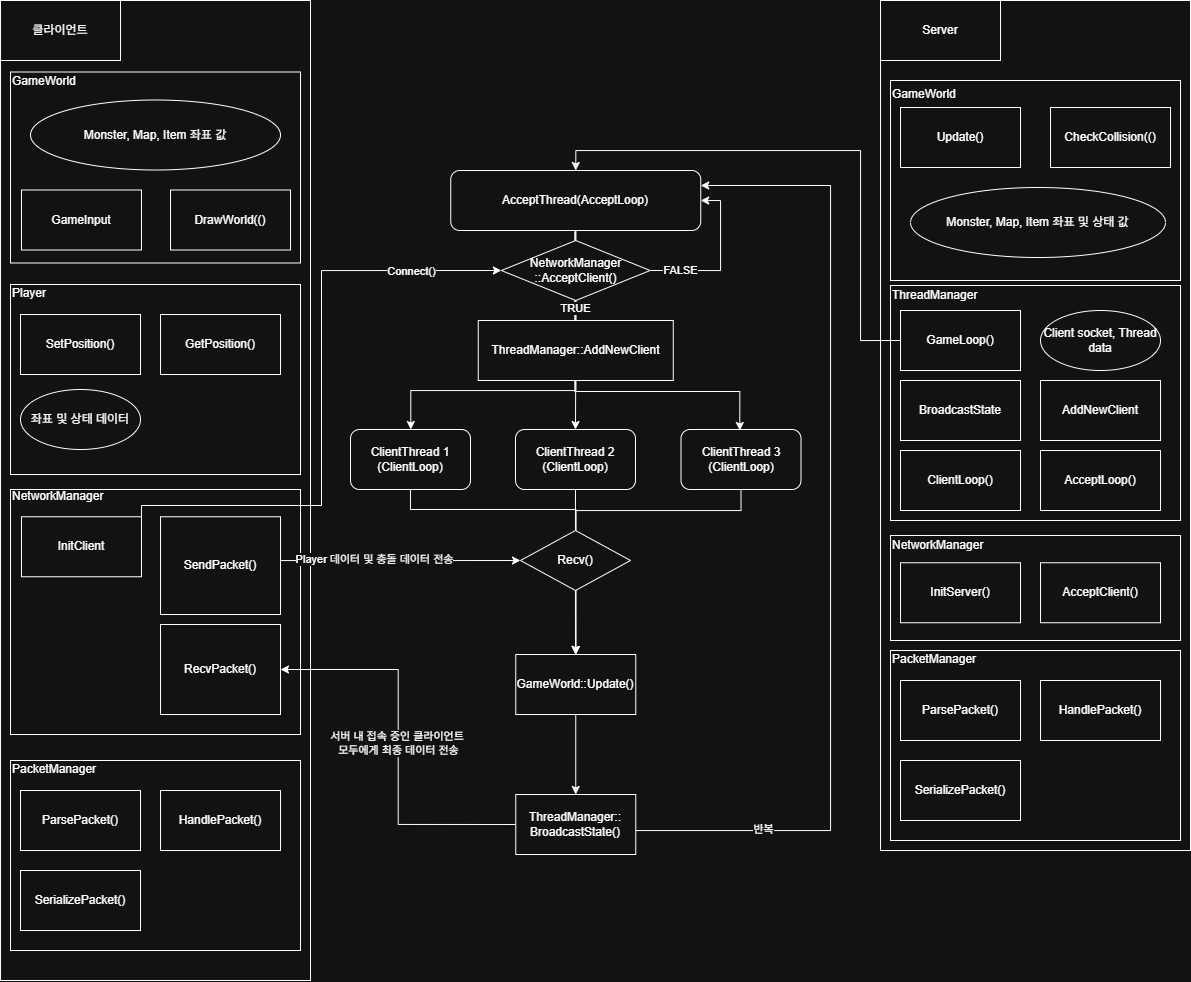 클라이언트
GameWorld
Monster, Map, Item 좌표 값
GameInput
DrawWorld(()
Player
SetPosition()
GetPosition()
좌표 및 상태 데이터
NetworkManager
InitClient
SendPacket()
RecvPacket()
PacketManager
ParsePacket()
HandlePacket()
SerializePacket()
AcceptThread(AcceptLoop)
NetworkManager
::AcceptClient()
Connect()
FALSE
TRUE
ThreadManager::AddNewClient
ClientThread 1
(ClientLoop)
ClientThread 2
(ClientLoop)
ClientThread 3
(ClientLoop)
Player 데이터 및 충돌 데이터 전송
Recv()
GameWorld::Update()
서버 내 접속 중인 클라이언트
모두에게 최종 데이터 전송
ThreadManager::
BroadcastState()
반복
Server
GameWorld
Update()
CheckCollision(()
Monster, Map, Item 좌표 및 상태 값
ThreadManager
GameLoop()
Client socket, Thread
data
BroadcastState
AddNewClient
ClientLoop()
AcceptLoop()
NetworkManager
InitServer()
AcceptClient()
PacketManager
ParsePacket()
HandlePacket()
SerializePacket()